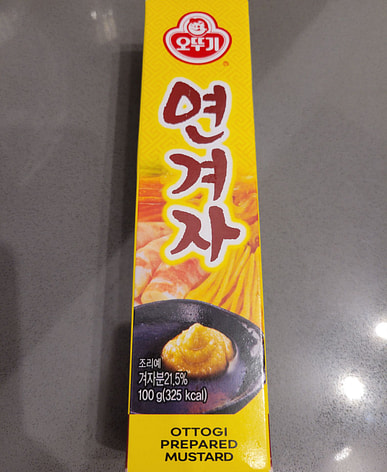 오뚜기
®
연겨자
조리예
겨자분21.5%
100 g(325 kcal)
OTTOGI
PREPARED
MUSTARD